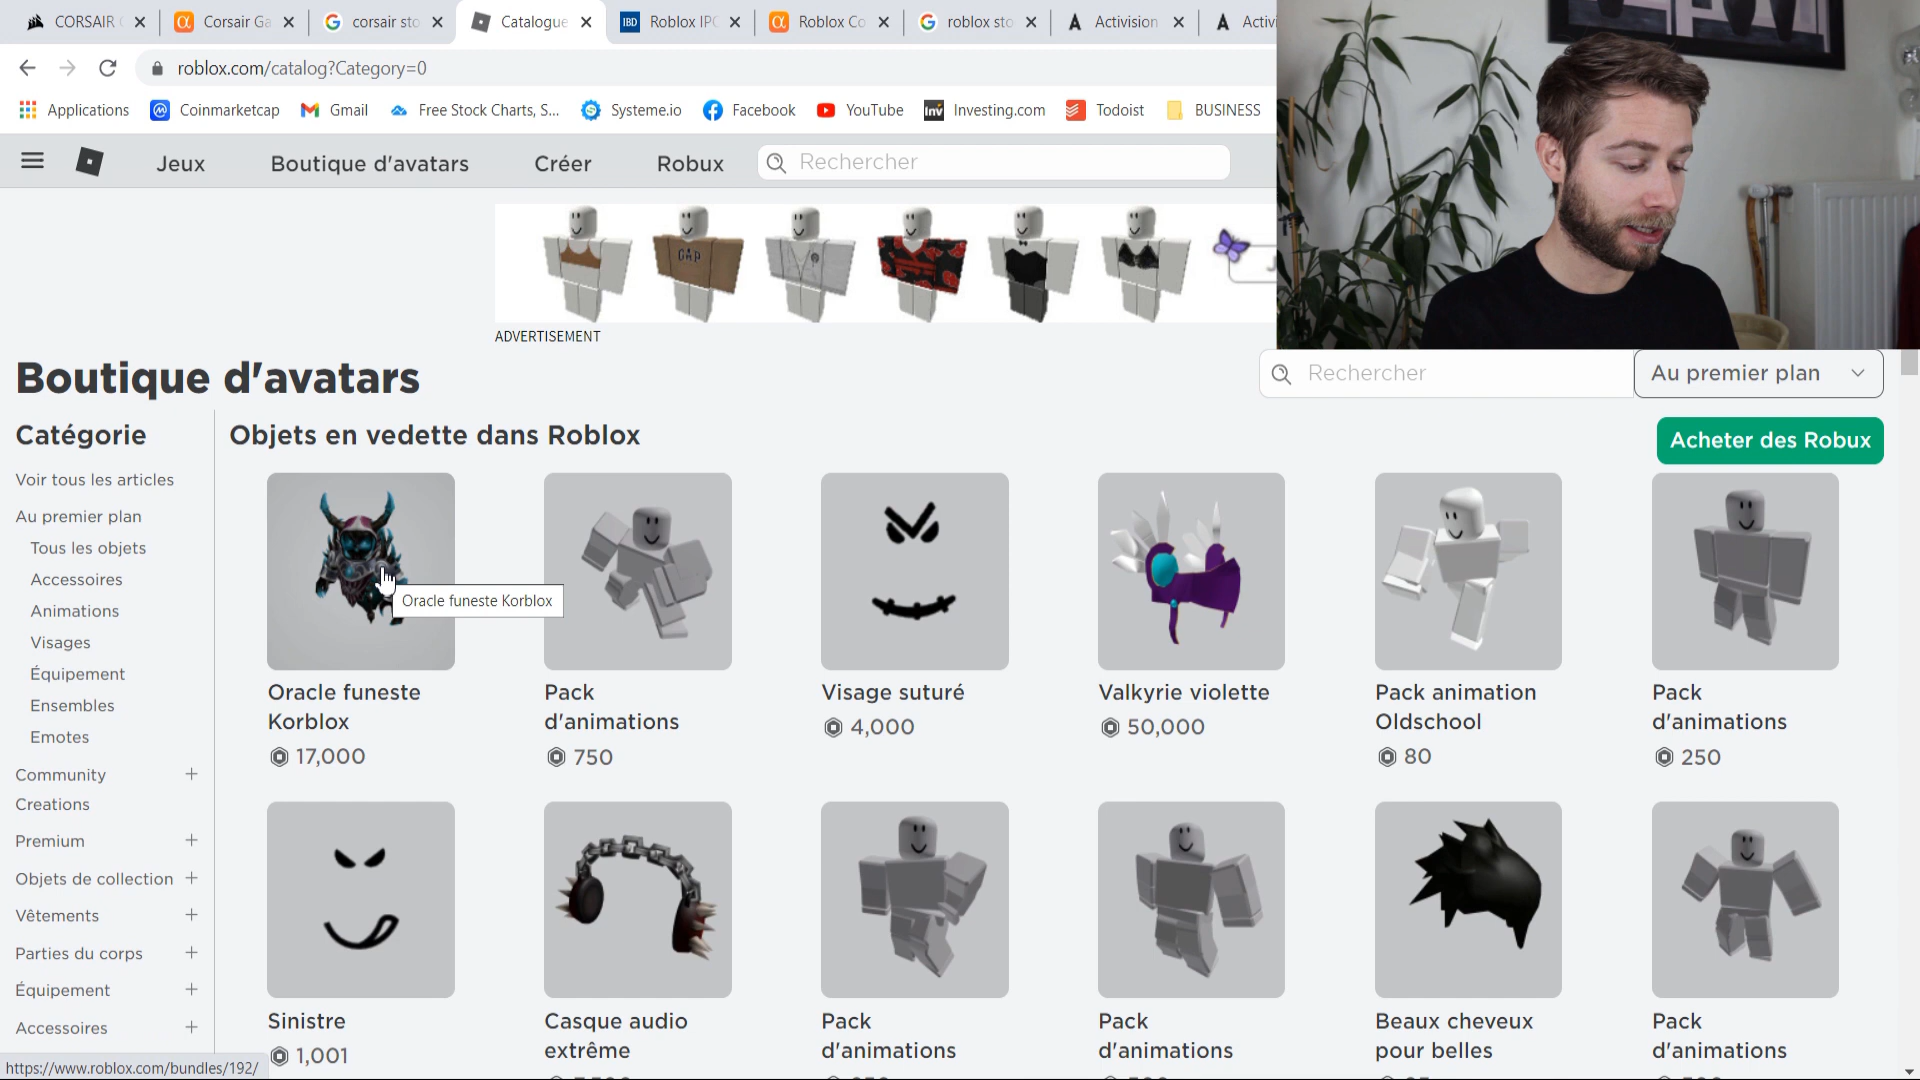 CORSAIR
Corsair Ga
corsair sto
Catalogue
IBD
Roblox IPO
Roblox Co
roblox sto
Activision
Activi
roblox.com/catalog?Category=0
Applications
Coinmarketcap
Gmail
Free Stock Charts, S...
Systeme.io
Facebook
YouTube
Inv
Investing.com
Todoist
BUSINESS
Jeux
Boutique d'avatars
Créer
Robux
Rechercher
GAP
ADVERTISEMENT
Boutique d'avatars
Rechercher
Au premier plan
Catégorie
Voir tous les articles
Au premier plan
Tous les objets
Accessoires
Animations
Visages
Équipement
Ensembles
Emotes
Community
Creations
Premium
Objets de collection
Vêtements
Parties du corps
Équipement
Accessoires
Objets en vedette dans Roblox
Acheter des Robux
Oracle funeste Korblox
Oracle funeste
Korblox
17,000
Pack
d'animations
750
Visage suturé
4,000
Valkyrie violette
50,000
Pack animation
Oldschool
80
Pack
d'animations
250
Sinistre
1,001
Casque audio
extrême
Pack
d'animations
Pack
d'animations
Beaux cheveux
pour belles
Pack
d'animations
https://www.roblox.com/bundles/192/